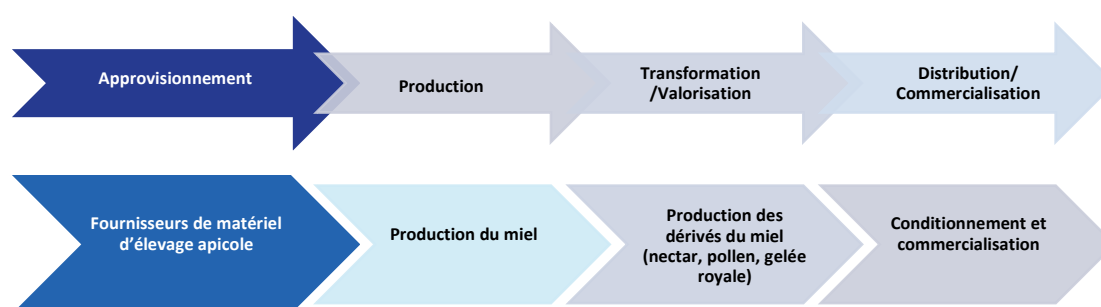 Approvisionnement
Production
Transformation
/Valorisation
Distribution/
Commercialisation
Fournisseurs de matériel
d’élevage apicole
Production du miel
Production des
dérivés du miel
(nectar, pollen, gelée
royale)
Conditionnement et
commercialisation